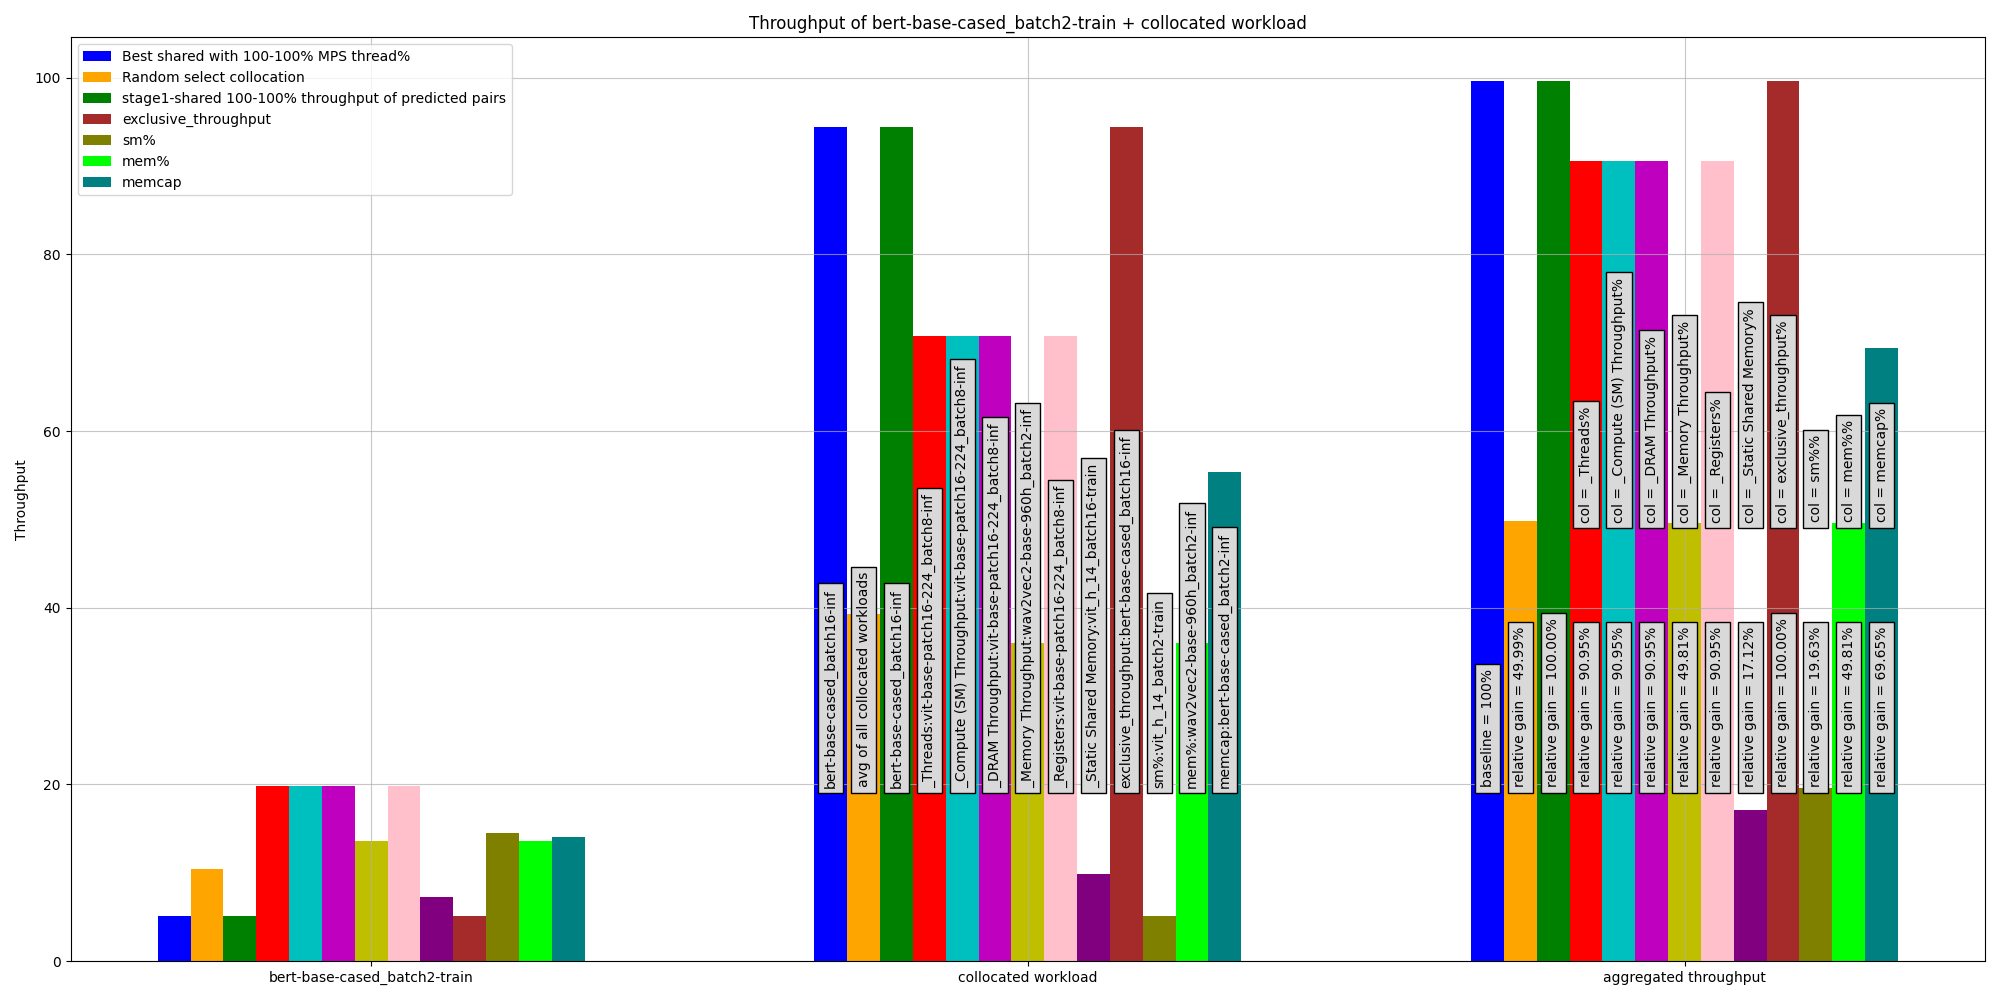 Throughput of bert-base-cased_batch2-train + collocated workload
Best shared with 100-100% MPS thread%
Random select collocation
stage1-shared 100-100% throughput of predicted pairs
exclusive_throughput
sm%
mem%
memcap
Throughput
100
80
60
40
20
0
bert-base-cased_batch16-inf
avg of all collocated workloads
bert-base-cased_batch16-inf
_Threads:vit-base-patch16-224_batch8-inf
_Compute (SM) Throughput:vit-base-patch16-224_batch8-inf
_DRAM Throughput:vit-base-patch16-224_batch8-inf
_Memory Throughput:wav2vec2-base-960h_batch2-inf
_Registers:vit-base-patch16-224_batch8-inf
_Static Shared Memory:vit_h_14_batch16-train
exclusive_throughput:bert-base-cased_batch16-inf
sm%:vit_h_14_batch2-train
mem%:wav2vec2-base-960h_batch2-inf
memcap:bert-base-cased_batch2-inf
col = _Threads%
col = _Compute (SM) Throughput%
col = _DRAM Throughput%
col = _Memory Throughput%
col = _Registers%
col = _Static Shared Memory%
col = exclusive_throughput%
col = sm%%
col = mem%%
col = memcap%
baseline = 100%
relative gain = 49.99%
relative gain = 100.00%
relative gain = 90.95%
relative gain = 90.95%
relative gain = 90.95%
relative gain = 49.81%
relative gain = 90.95%
relative gain = 17.12%
relative gain = 100.00%
relative gain = 19.63%
relative gain = 49.81%
relative gain = 69.65%
bert-base-cased_batch2-train
collocated workload
aggregated throughput